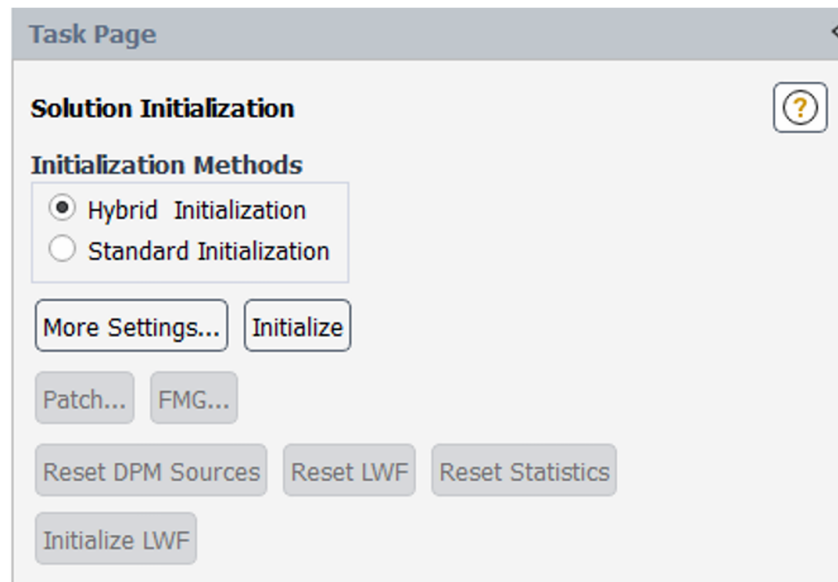 Task Page
Solution Initialization
?
Initialization Methods
Hybrid Initialization
Standard Initialization
More Settings... Initialize
Patch... FMG...
Reset DPM Sources Reset LWF Reset Statistics
Initialize LWF